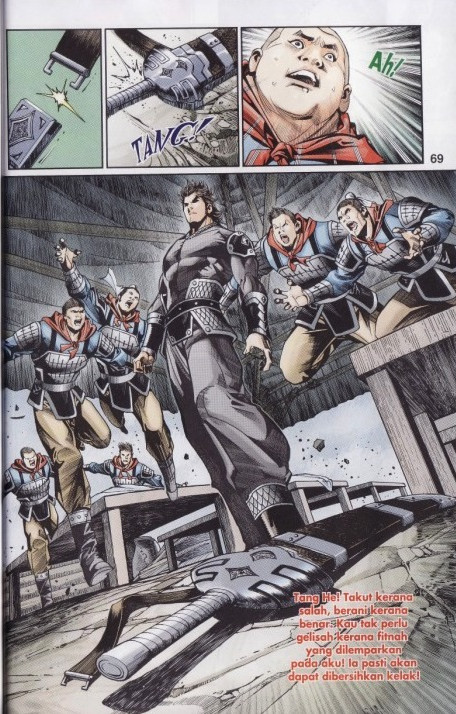 TANG!!
Ah!
69
Tang He! Takut kerana
salah, berani kerana
benar. Kau tak perlu
gelisah kerana fitnah
yang dilemparkan
pada aku! Ia pasti akan
dapat dibersihkan kelak!